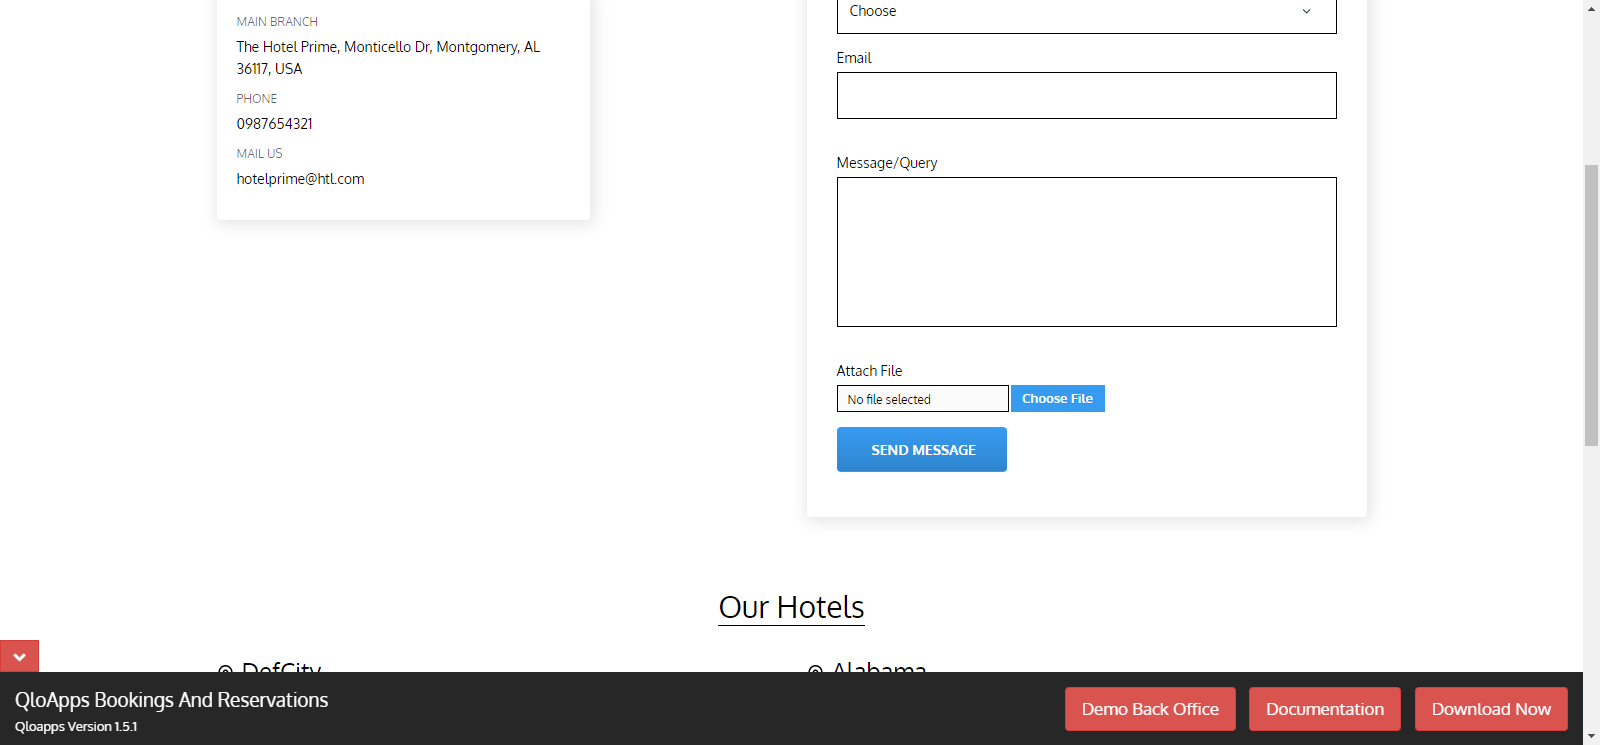 MAIN BRANCH
The Hotel Prime, Monticello Dr, Montgomery, AL
36117, USA
PHONE
0987654321
MAIL US
hotelprime@htl.com
Choose
Email
Message/Query
Attach File
No file selected
Choose File
SEND MESSAGE
Our Hotels
DefCity
Alabama
QloApps Bookings And Reservations
Qloapps Version 1.5.1
Demo Back Office
Documentation
Download Now